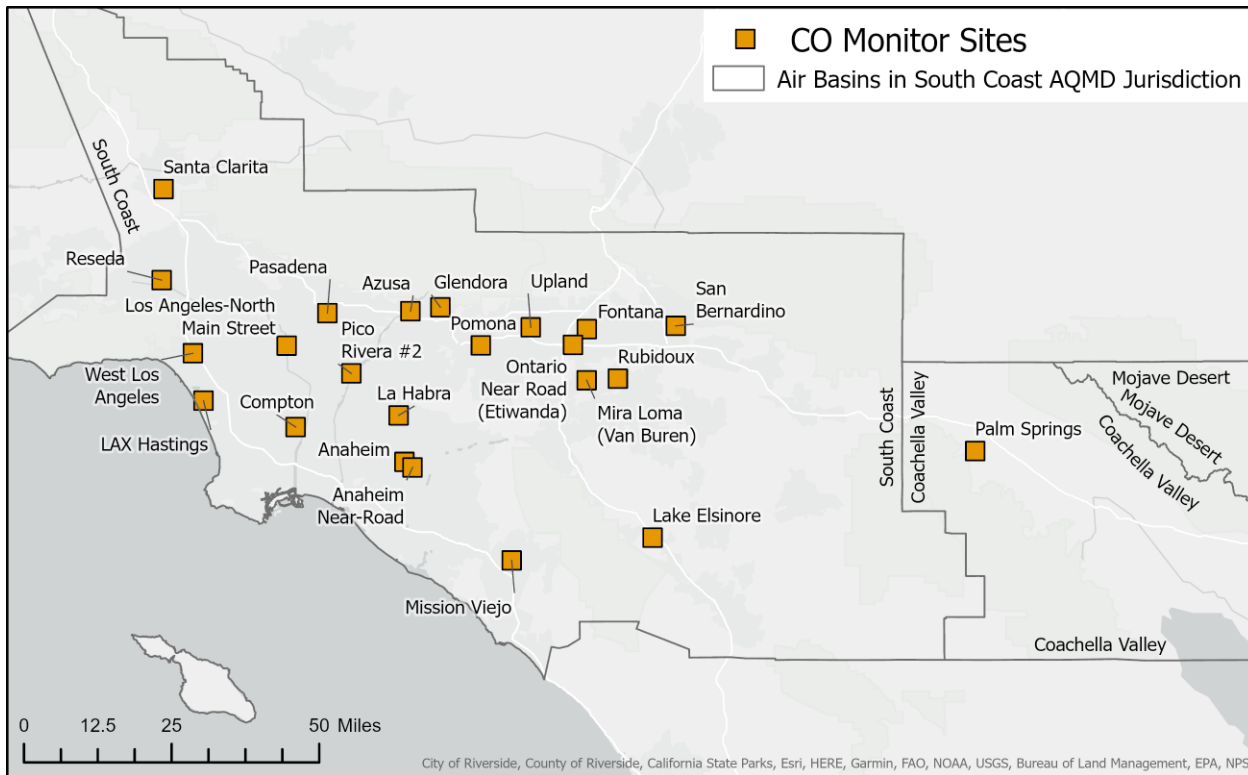 CO Monitor Sites
Air Basins in South Coast AQMD Jurisdiction
South Coast
Santa Clarita
Reseda
Pasadena
Azusa
Glendora
Upland
San
Bernardino
Los Angeles-North
Main Street
Pico
Rivera #2
Pomona
Fontana
West Los
Angeles
LAX Hastings
Compton
La Habra
Ontario
Near Road
(Etiwanda)
Rubidoux
Mira Loma
(Van Buren)
Anaheim
Anaheim
Near-Road
South Coast
Coachella Valley
Mojave Desert
Mojave Desert
Coachella Valley
Palm Springs
Lake Elsinore
Mission Viejo
Coachella Valley
0 12.5 25 50 Miles
City of Riverside, County of Riverside, California State Parks, Esri, HERE, Garmin, FAO, NOAA, USGS, Bureau of Land Management, EPA, NPS